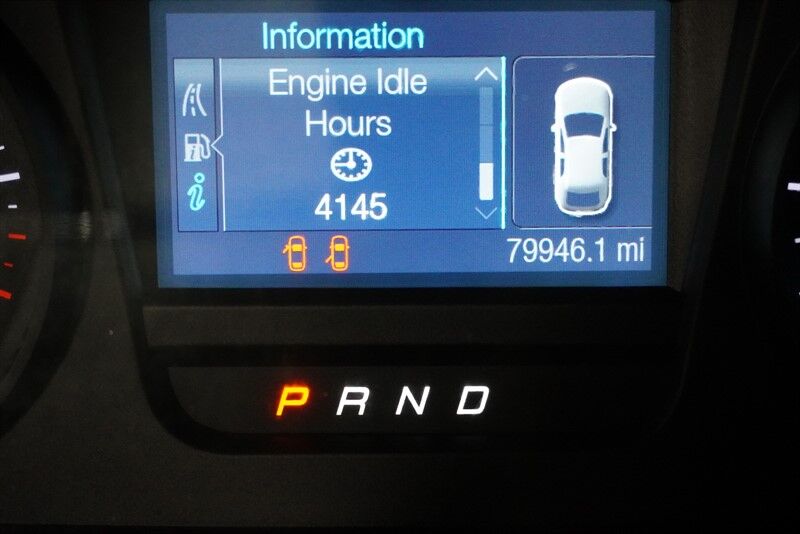 Information
Engine Idle
Hours
4145
79946.1 mi
P R N D